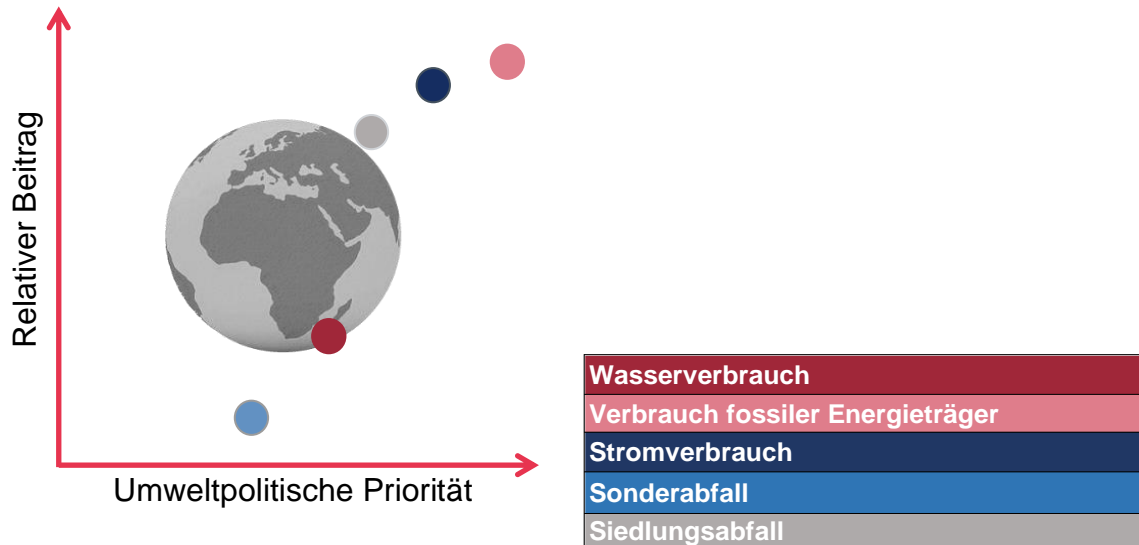 Relativer Beitrag
Umweltpolitische Priorität
Wasserverbrauch
Verbrauch fossiler Energieträger
Stromverbrauch
Sonderabfall
Siedlungsabfall